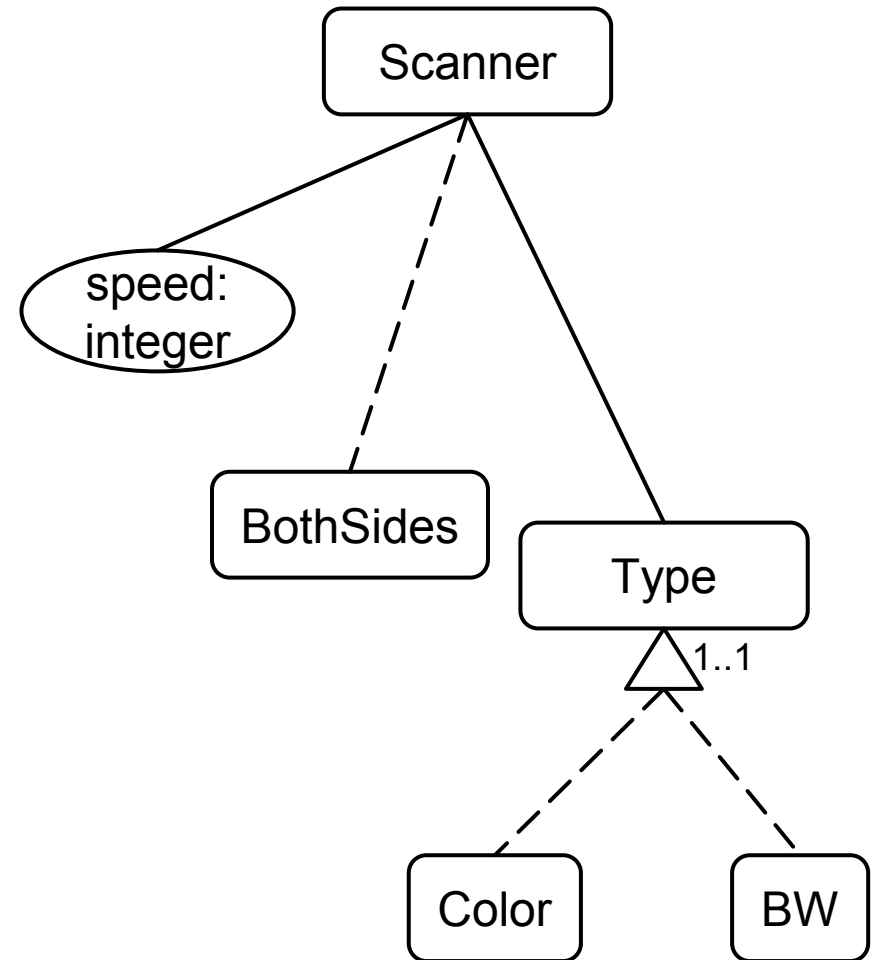 Scanner
speed:
integer
BothSides
Type
1..1
Color
BW